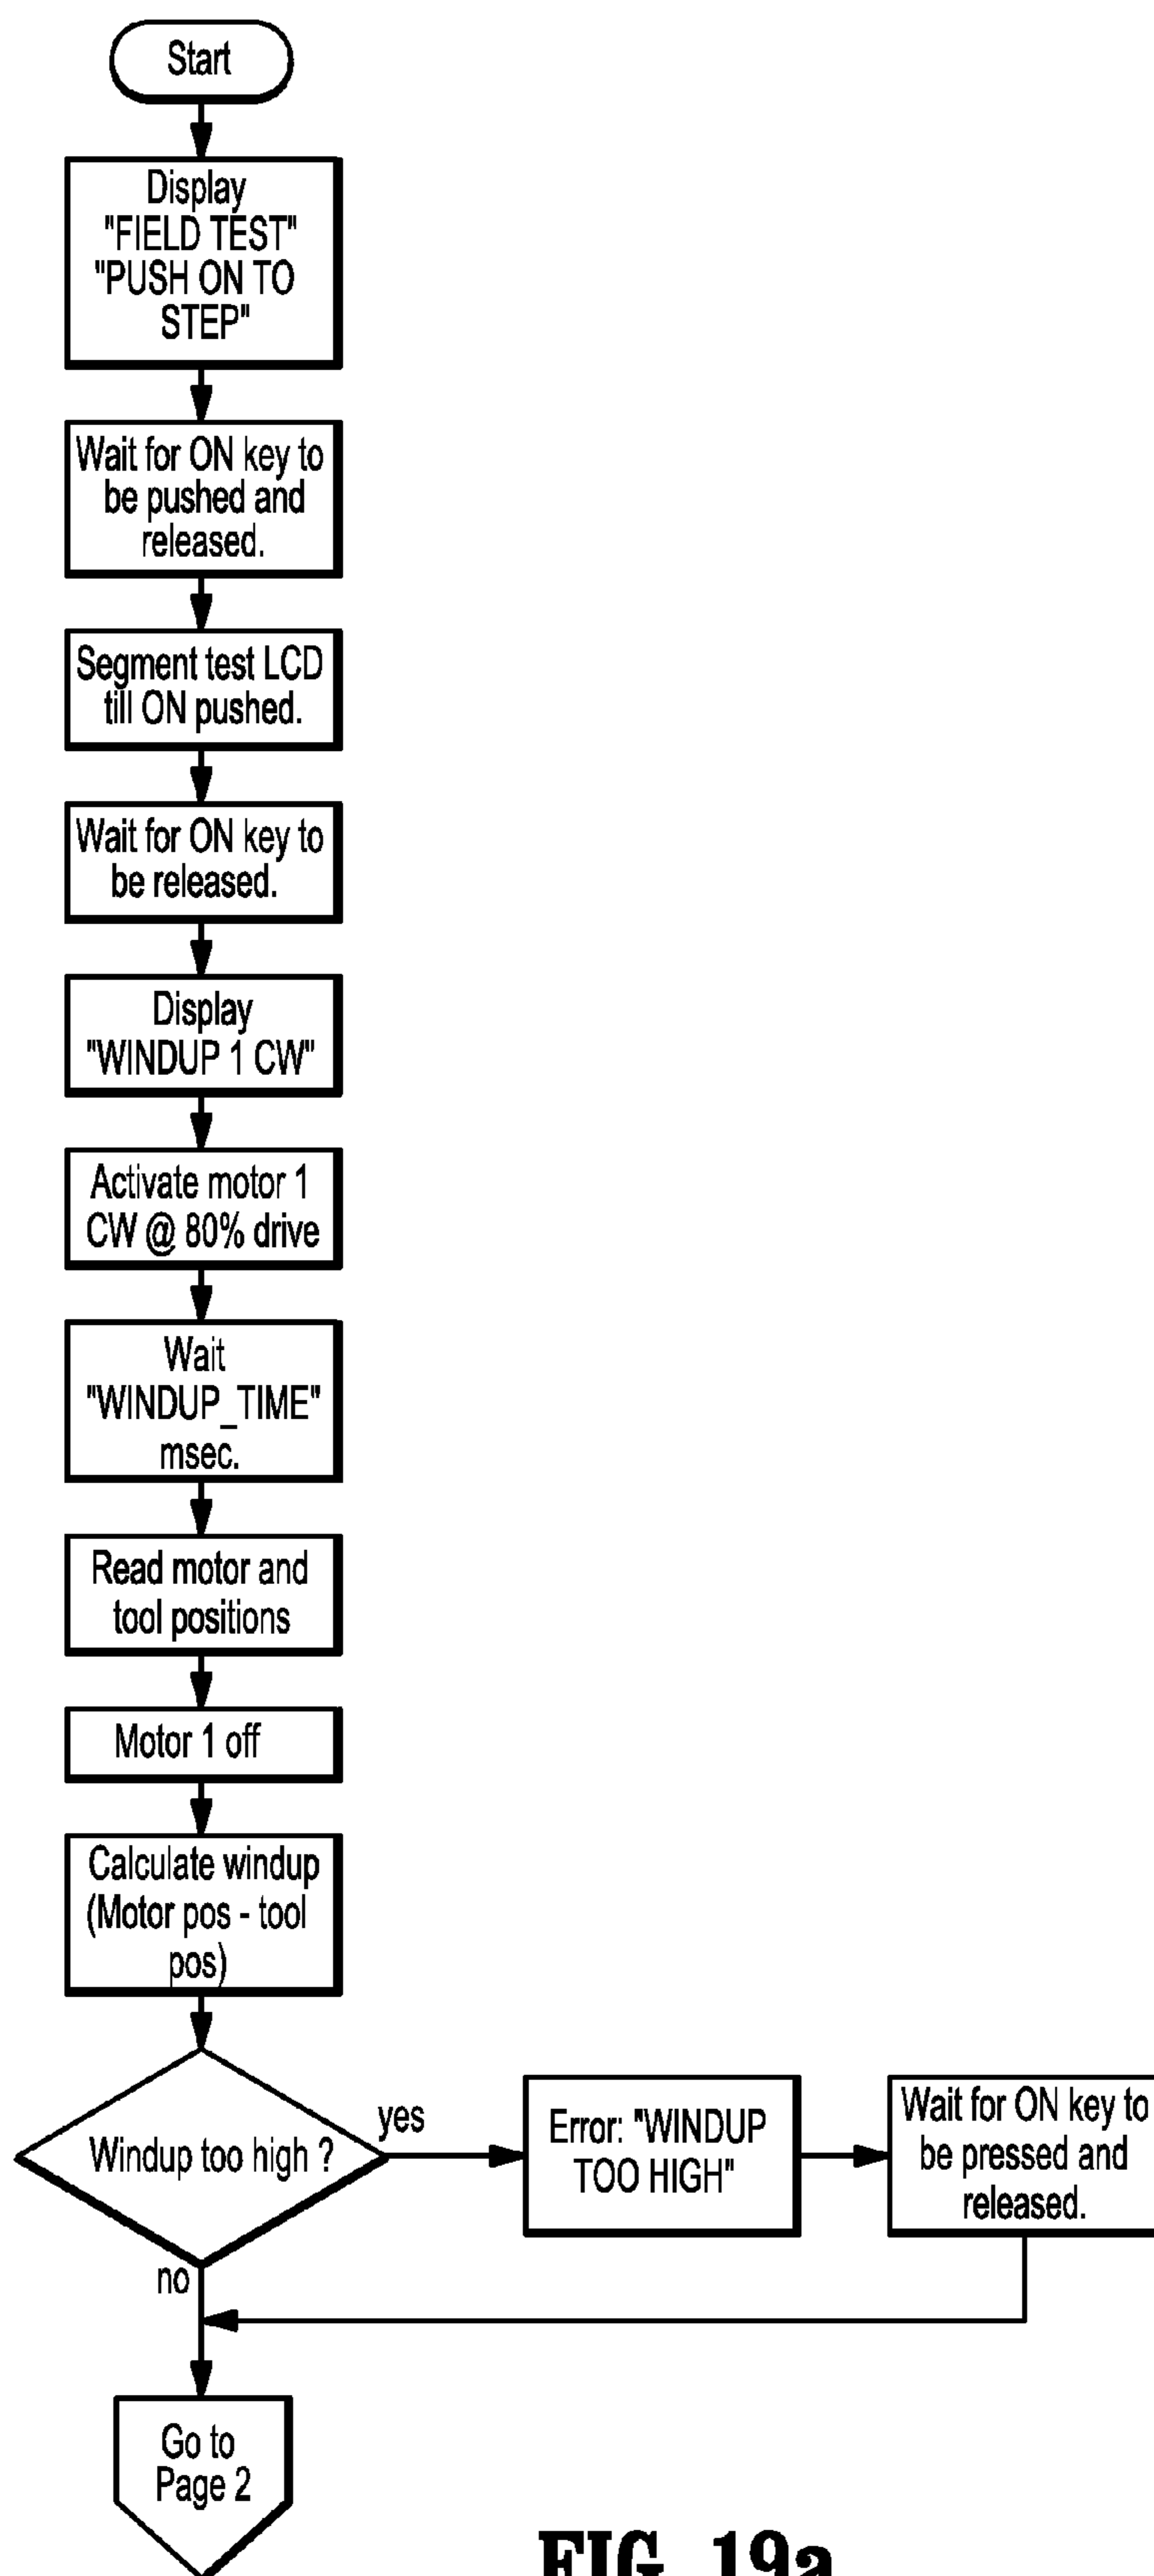 Start
Display
"FIELD TEST"
"PUSH ON TO
STEP"
Wait for ON key to
be pushed and
released.
Segment test LCD
till ON pushed.
Wait for ON key to
be released.
Display
"WINDUP 1 CW"
Activate motor 1
CW @ 80% drive
Wait
"WINDUP_TIME"
msec.
Read motor and
tool positions
Motor 1 off
Calculate windup
(Motor pos - tool
pos)
Windup too high ?
yes
Error: "WINDUP
TOO HIGH"
Wait for ON key to
be pressed and
released.
no
Go to
Page 2
FIG. 19a